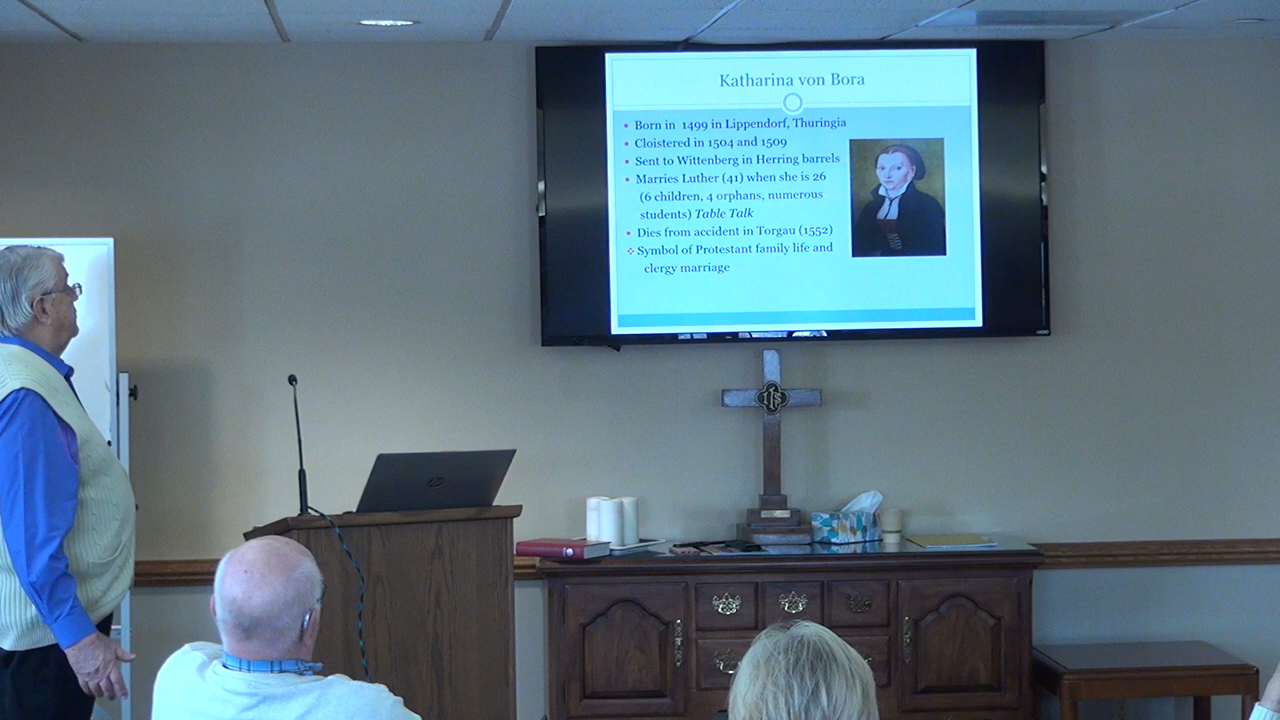 Katharina von Bora
• Born in 1499 in Lippendorf, Thuringia
• Cloistered in 1504 and 1509
• Sent to Wittenberg in Herring barrels
• Marries Luther (41) when she is 26
(6 children, 4 orphans, numerous
students) Table Talk
• Dies from accident in Torgau (1552)
❖ Symbol of Protestant family life and
clergy marriage
IHS
hp